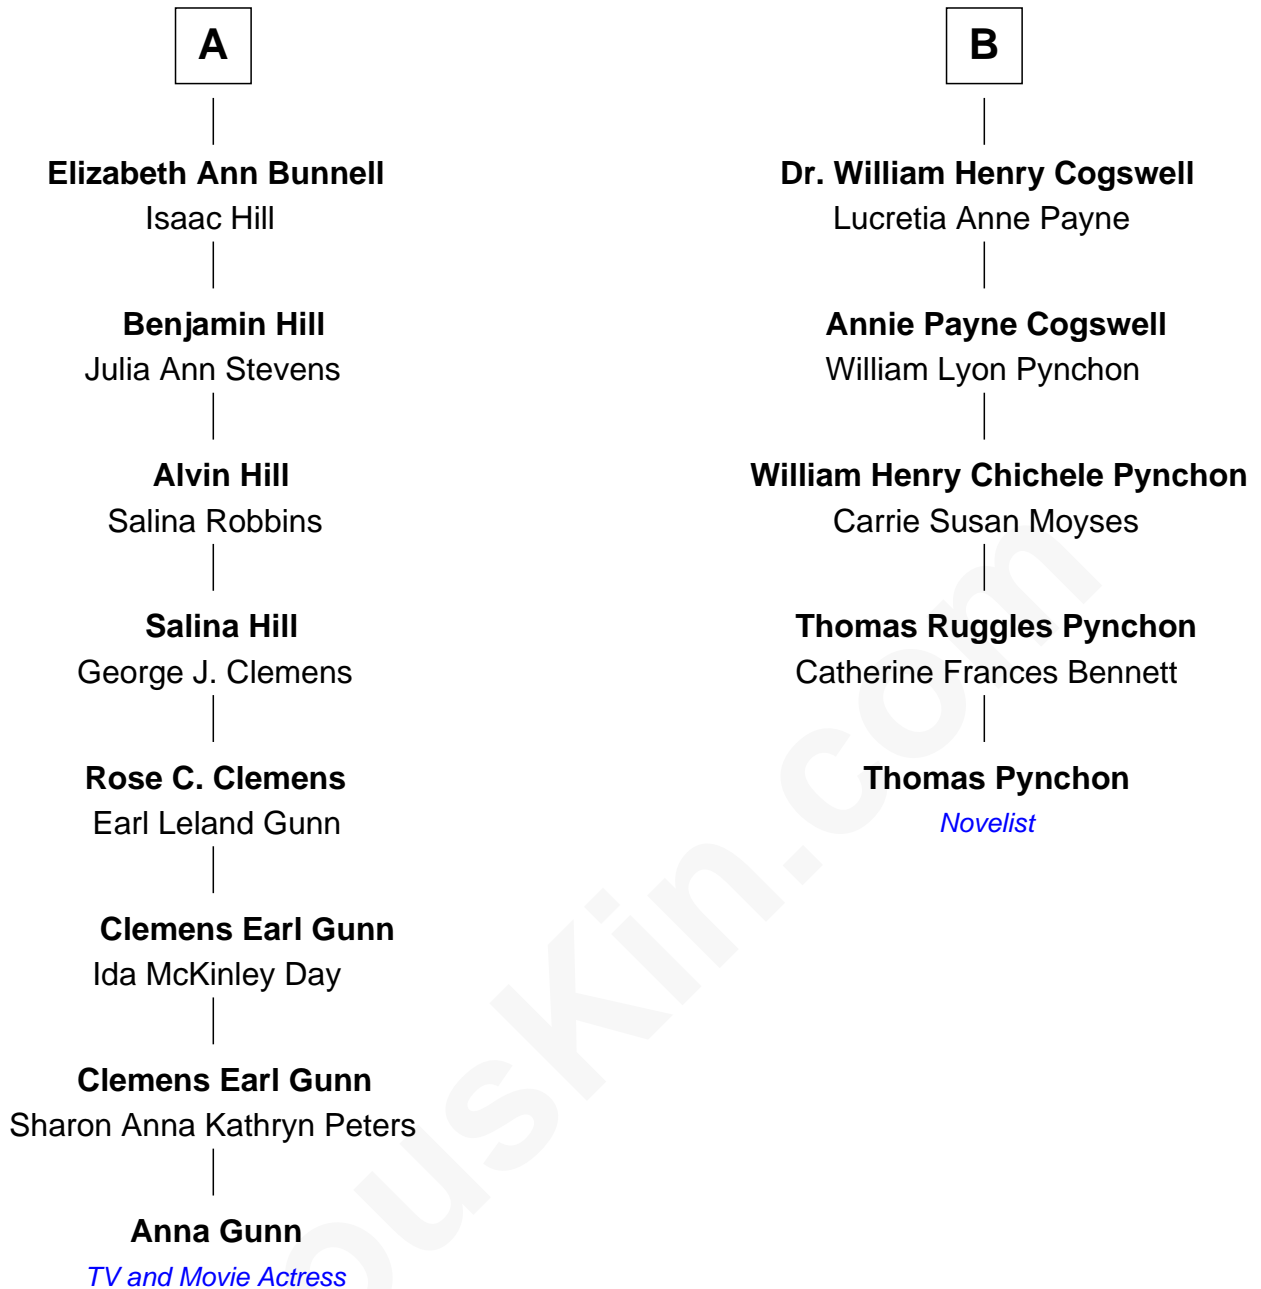 A
Elizabeth Ann Bunnell
Isaac Hill
Benjamin Hill
Julia Ann Stevens
Alvin Hill
Salina Robbins
Salina Hill
George J. Clemens
Rose C. Clemens
Earl Leland Gunn
Clemens Earl Gunn
Ida McKinley Day
Clemens Earl Gunn
Sharon Anna Kathryn Peters
Anna Gunn
TV and Movie Actress
B
Dr. William Henry Cogswell
Lucretia Anne Payne
Annie Payne Cogswell
William Lyon Pynchon
William Henry Chichele Pynchon
Carrie Susan Moyses
Thomas Ruggles Pynchon
Catherine Frances Bennett
Thomas Pynchon
Novelist
ousKin.com